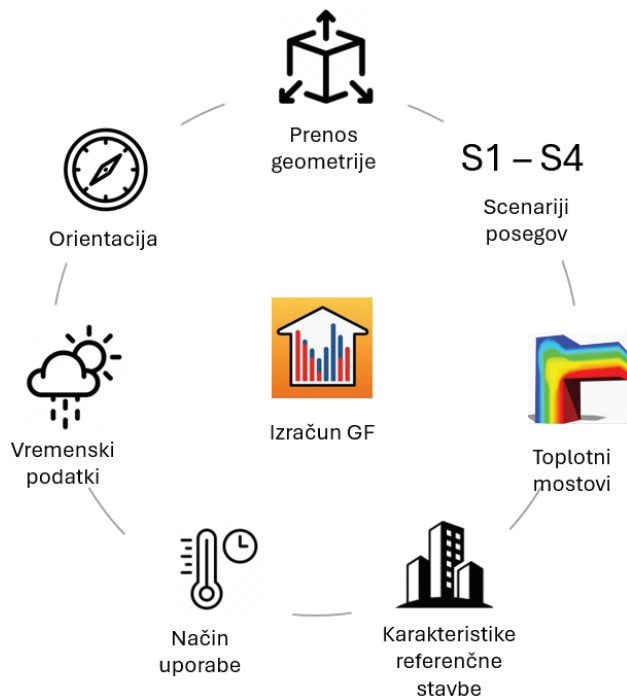 Prenos
geometrije
S1 – S4
Scenariji
posegov
Orientacija
Izračun GF
Vremenski
podatki
Toplotni
mostovi
Način
uporabe
Karakteristike
referenčne
stavbe